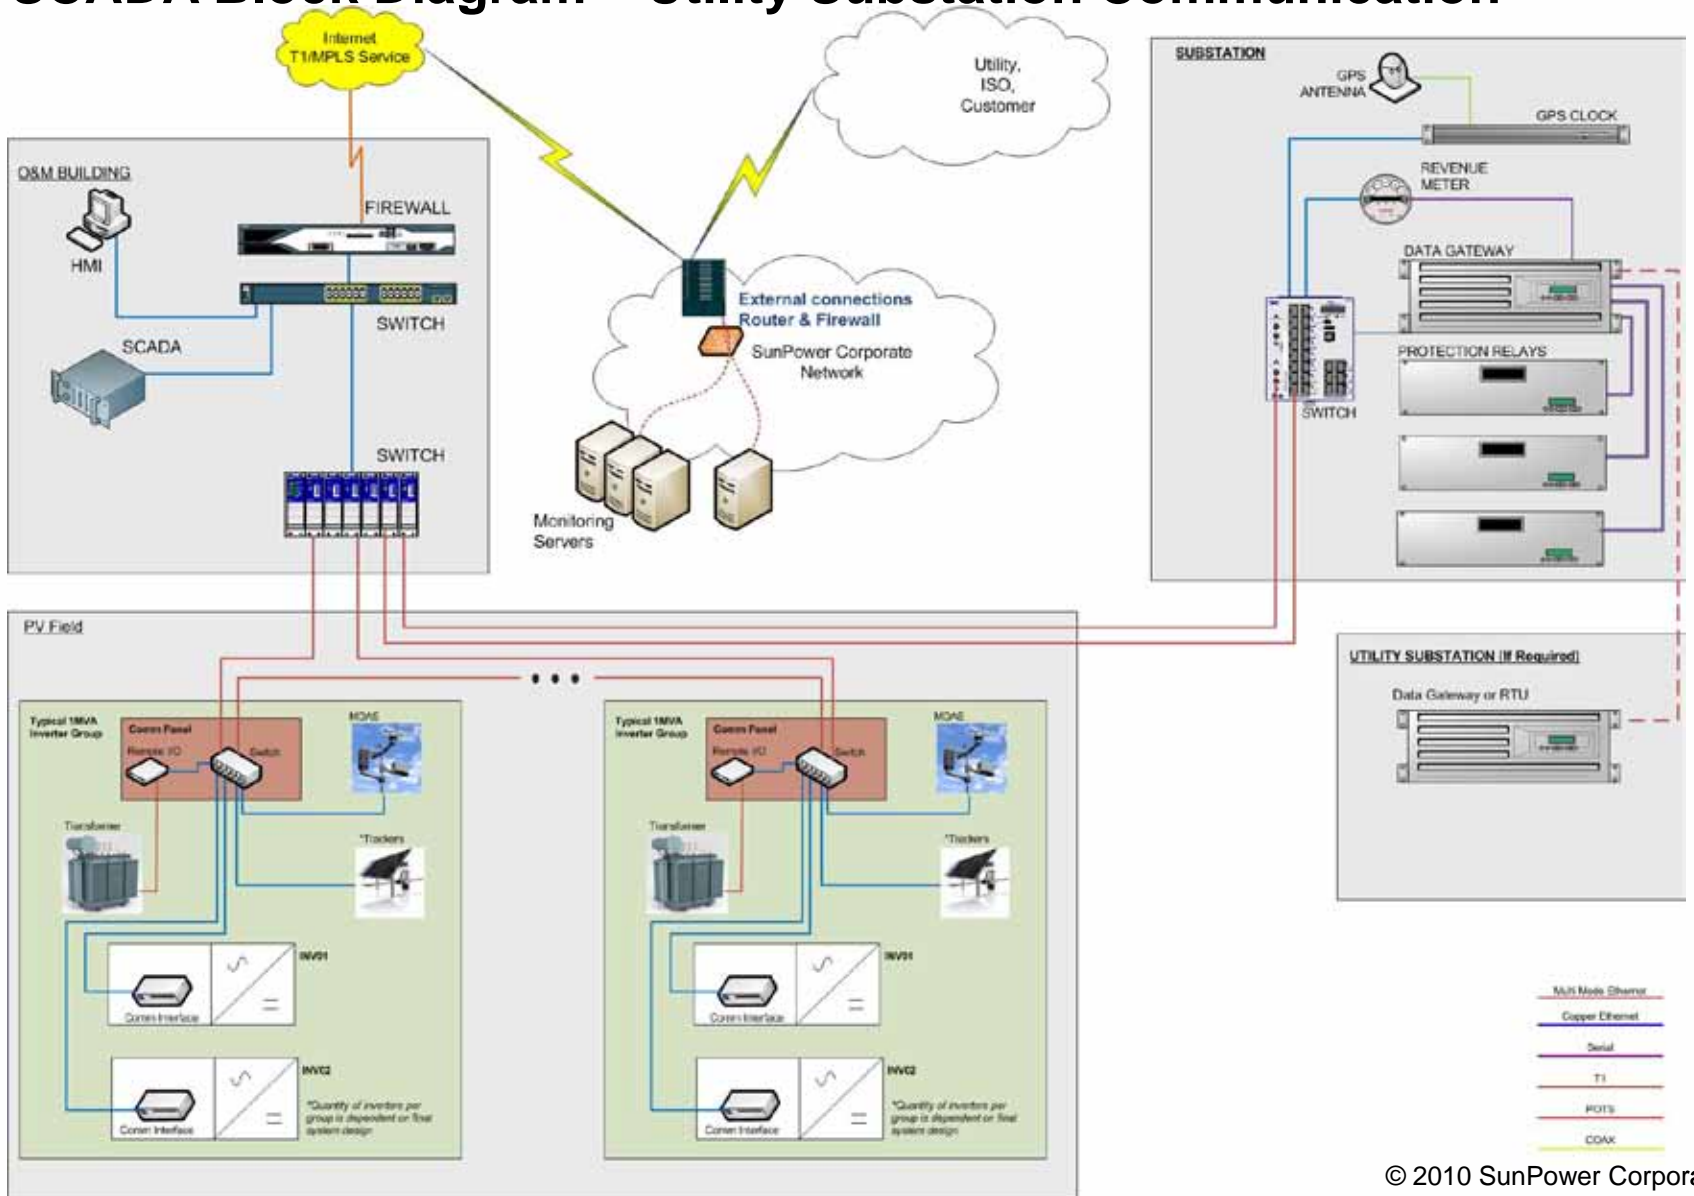 SCADA Block Diagram – Utility Substation Communication
Internet
T1/MPLS Service
Utility,
ISO,
Customer
SUBSTATION
GPS
ANTENNA
GPS CLOCK
REVENUE
METER
DATA GATEWAY
PROTECTION RELAYS
SWITCH
O&M BUILDING
HMI
FIREWALL
SWITCH
SCADA
SWITCH
External connections
Router & Firewall
SunPower Corporate
Network
Monitoring
Servers
PV Field
Typical 1MVA
Inverter Group
Comm Panel
Remote I/O
Switch
Transformer
*Trackers
INV01
Comm Interface
INV02
Comm Interface
*Quantity of inverters per
group is dependent on final
system design
Typical 1MVA
Inverter Group
Comm Panel
Remote I/O
Switch
Transformer
*Trackers
INV01
Comm Interface
INV02
Comm Interface
*Quantity of inverters per
group is dependent on final
system design
UTILITY SUBSTATION (If Required)
Data Gateway or RTU
Multi Mode Ethernet
Copper Ethernet
Serial
T1
POTS
COAX
© 2010 SunPower Corpora